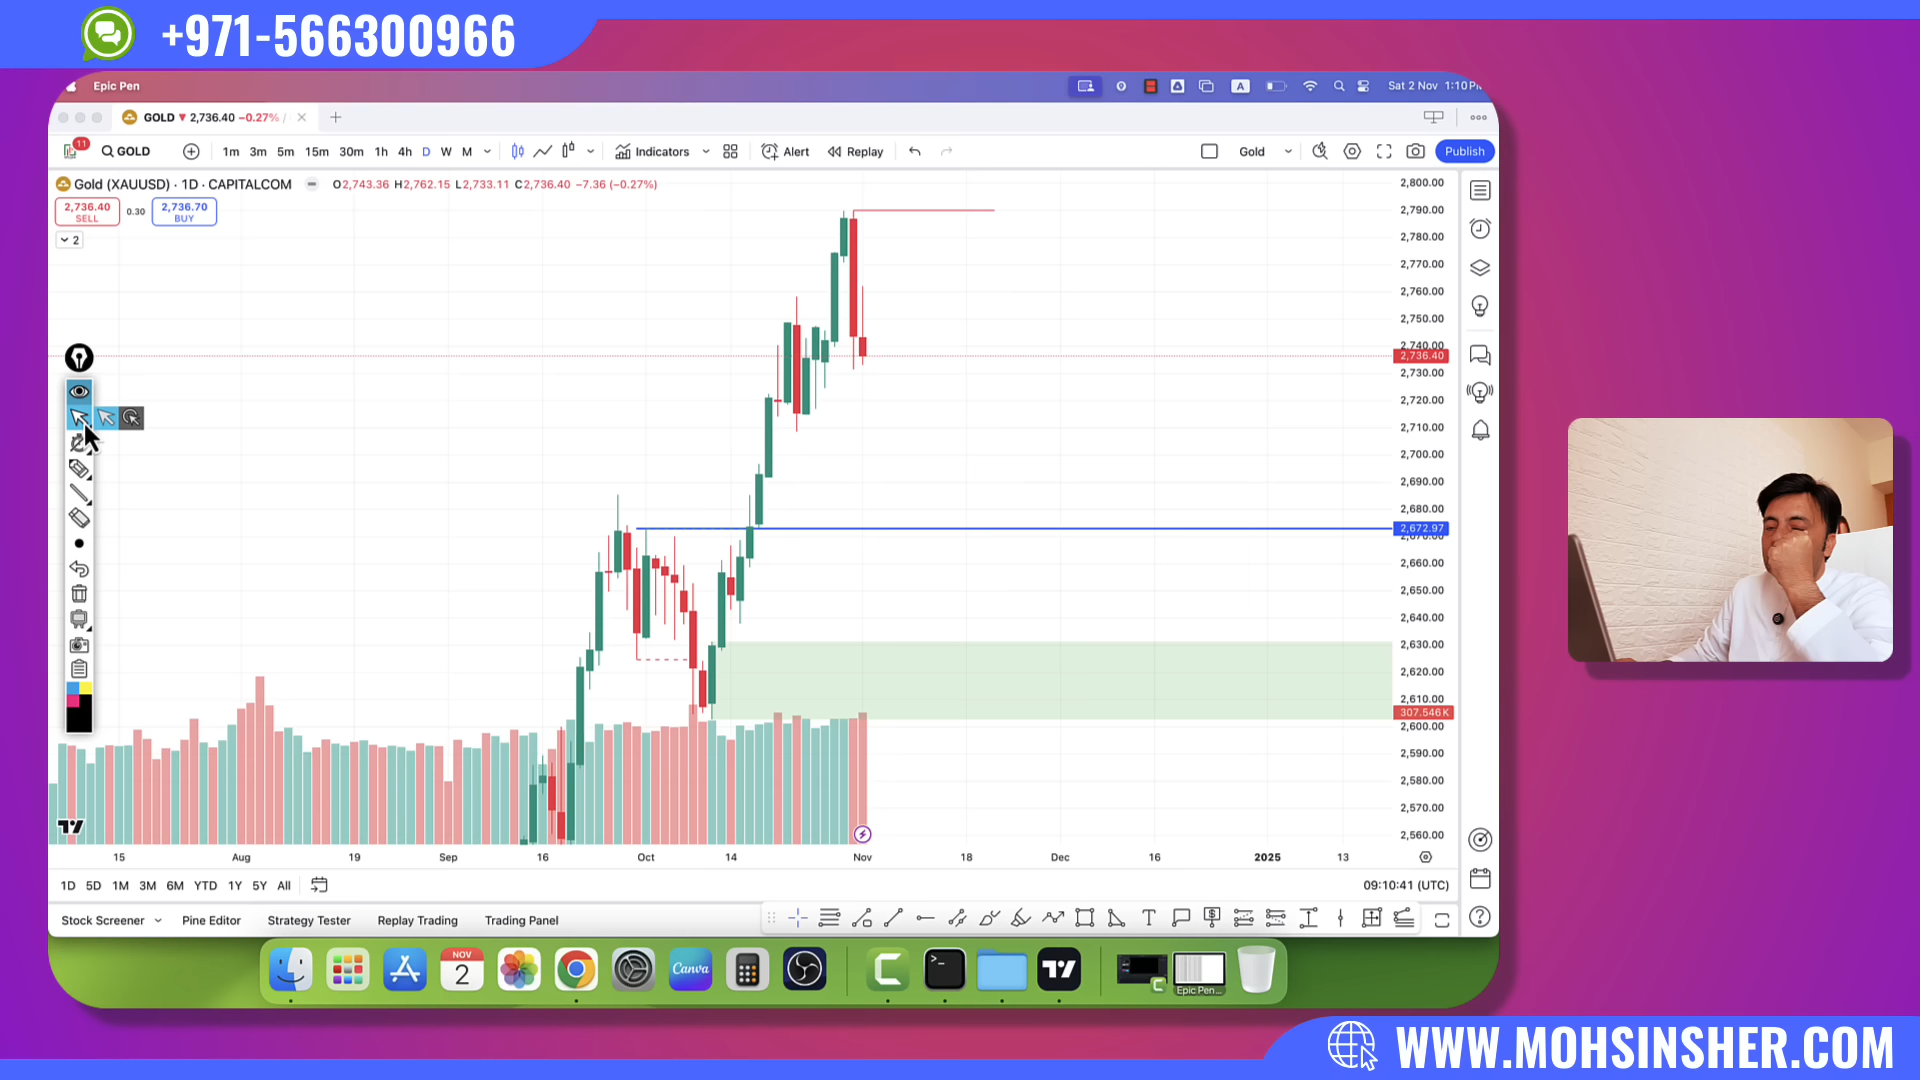 +971-566300966
Epic Pen
A
Sat 2 Nov 1:10
GOLD 2,736.40 −0.27% /
11
GOLD
1m 3m 5m 15m 30m 1h 4h D W M
Indicators
Alert
Replay
Gold
Publish
Gold (XAUUSD) · 1D · CAPITALCOM
O2,743.36 H2,762.15 L2,733.11 C2,736.40 −7.36 (−0.27%)
2,736.40
SELL
0.30
2,736.70
BUY
2
2,800.00
2,790.00
2,780.00
2,770.00
2,760.00
2,750.00
2,740.00
2,736.40
2,730.00
2,720.00
2,710.00
2,700.00
2,690.00
2,680.00
2,672.97
2,670.00
2,660.00
2,650.00
2,640.00
2,630.00
2,620.00
2,610.00
307.546K
2,600.00
2,590.00
2,580.00
2,570.00
2,560.00
15 Aug 19 Sep 16 Oct 14 Nov 18 Dec 16 2025 13
1D 5D 1M 3M 6M YTD 1Y 5Y All
09:10:41 (UTC)
Stock Screener Pine Editor Strategy Tester Replay Trading Trading Panel
NOV
2
Canva
Epic Pen...
WWW.MOHSINSHER.COM